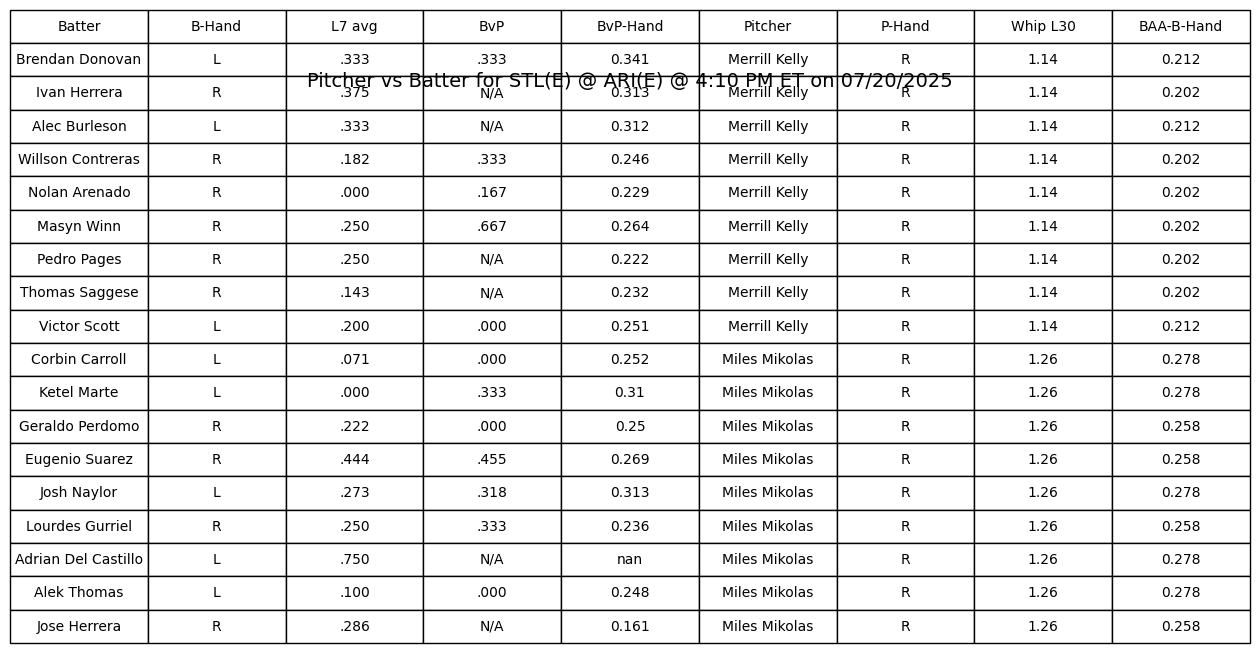 Batter B-Hand L7 avg BvP BvP-Hand Pitcher P-Hand Whip L30 BAA-B-Hand
Brendan Donovan L .333 .333 0.341 Merrill Kelly R 1.14 0.212
Pitcher vs Batter for STL(E) @ ARI(E) @ 4:10 PM ET on 07/20/2025
Ivan Herrera R .375 N/A 0.313 Merrill Kelly R 1.14 0.202
Alec Burleson L .333 N/A 0.312 Merrill Kelly R 1.14 0.212
Willson Contreras R .182 .333 0.246 Merrill Kelly R 1.14 0.202
Nolan Arenado R .000 .167 0.229 Merrill Kelly R 1.14 0.202
Masyn Winn R .250 .667 0.264 Merrill Kelly R 1.14 0.202
Pedro Pages R .250 N/A 0.222 Merrill Kelly R 1.14 0.202
Thomas Saggese R .143 N/A 0.232 Merrill Kelly R 1.14 0.202
Victor Scott L .200 .000 0.251 Merrill Kelly R 1.14 0.212
Corbin Carroll L .071 .000 0.252 Miles Mikolas R 1.26 0.278
Ketel Marte L .000 .333 0.31 Miles Mikolas R 1.26 0.278
Geraldo Perdomo R .222 .000 0.25 Miles Mikolas R 1.26 0.258
Eugenio Suarez R .444 .455 0.269 Miles Mikolas R 1.26 0.258
Josh Naylor L .273 .318 0.313 Miles Mikolas R 1.26 0.278
Lourdes Gurriel R .250 .333 0.236 Miles Mikolas R 1.26 0.258
Adrian Del Castillo L .750 N/A nan Miles Mikolas R 1.26 0.278
Alek Thomas L .100 .000 0.248 Miles Mikolas R 1.26 0.278
Jose Herrera R .286 N/A 0.161 Miles Mikolas R 1.26 0.258